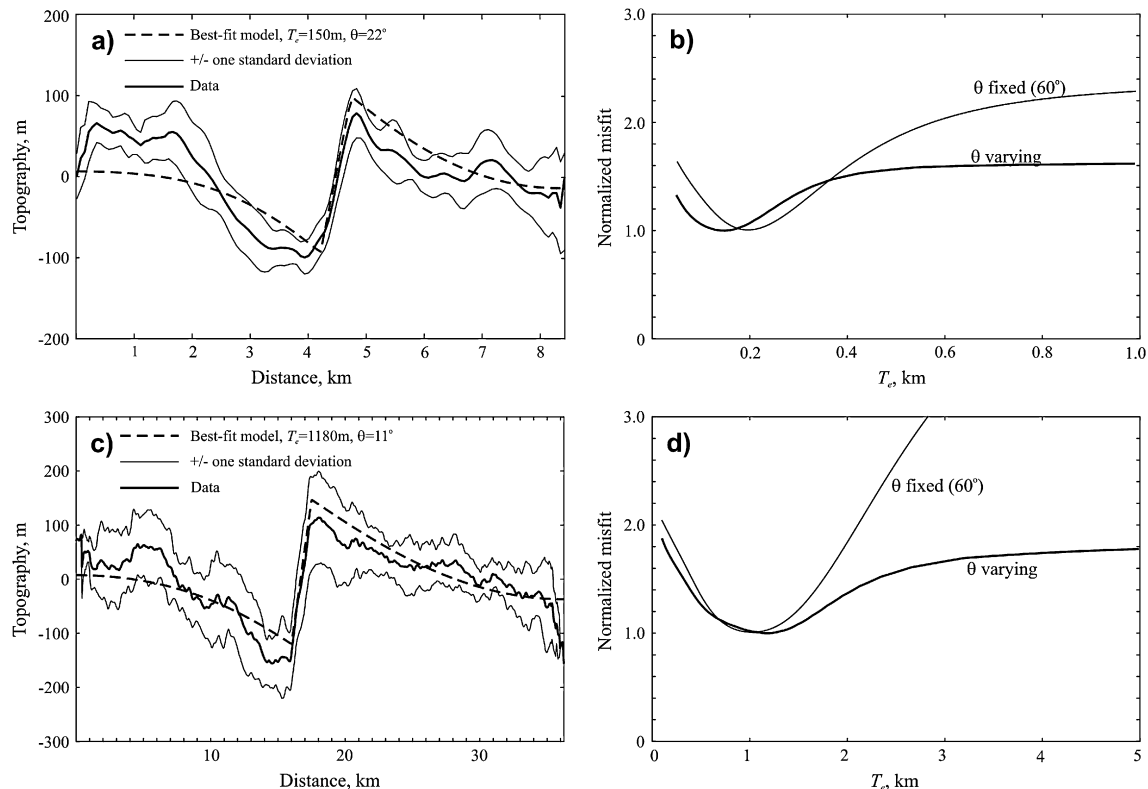 a)
Best-fit model, Te=150m, θ=22°
+/- one standard deviation
Data
Topography, m
200
100
0
-100
-200
1 2 3 4 5 6 7 8
Distance, km
b)
θ fixed (60°)
θ varying
Normalized misfit
3.0
2.0
1.0
0
0.2 0.4 0.6 0.8 1.0
Te, km
c)
Best-fit model, Te=1180m, θ=11°
+/- one standard deviation
Data
Topography, m
300
200
100
0
-100
-200
-300
10 20 30
Distance, km
d)
θ fixed (60°)
θ varying
Normalized misfit
3.0
2.0
1.0
0
0 1 2 3 4 5
Te, km